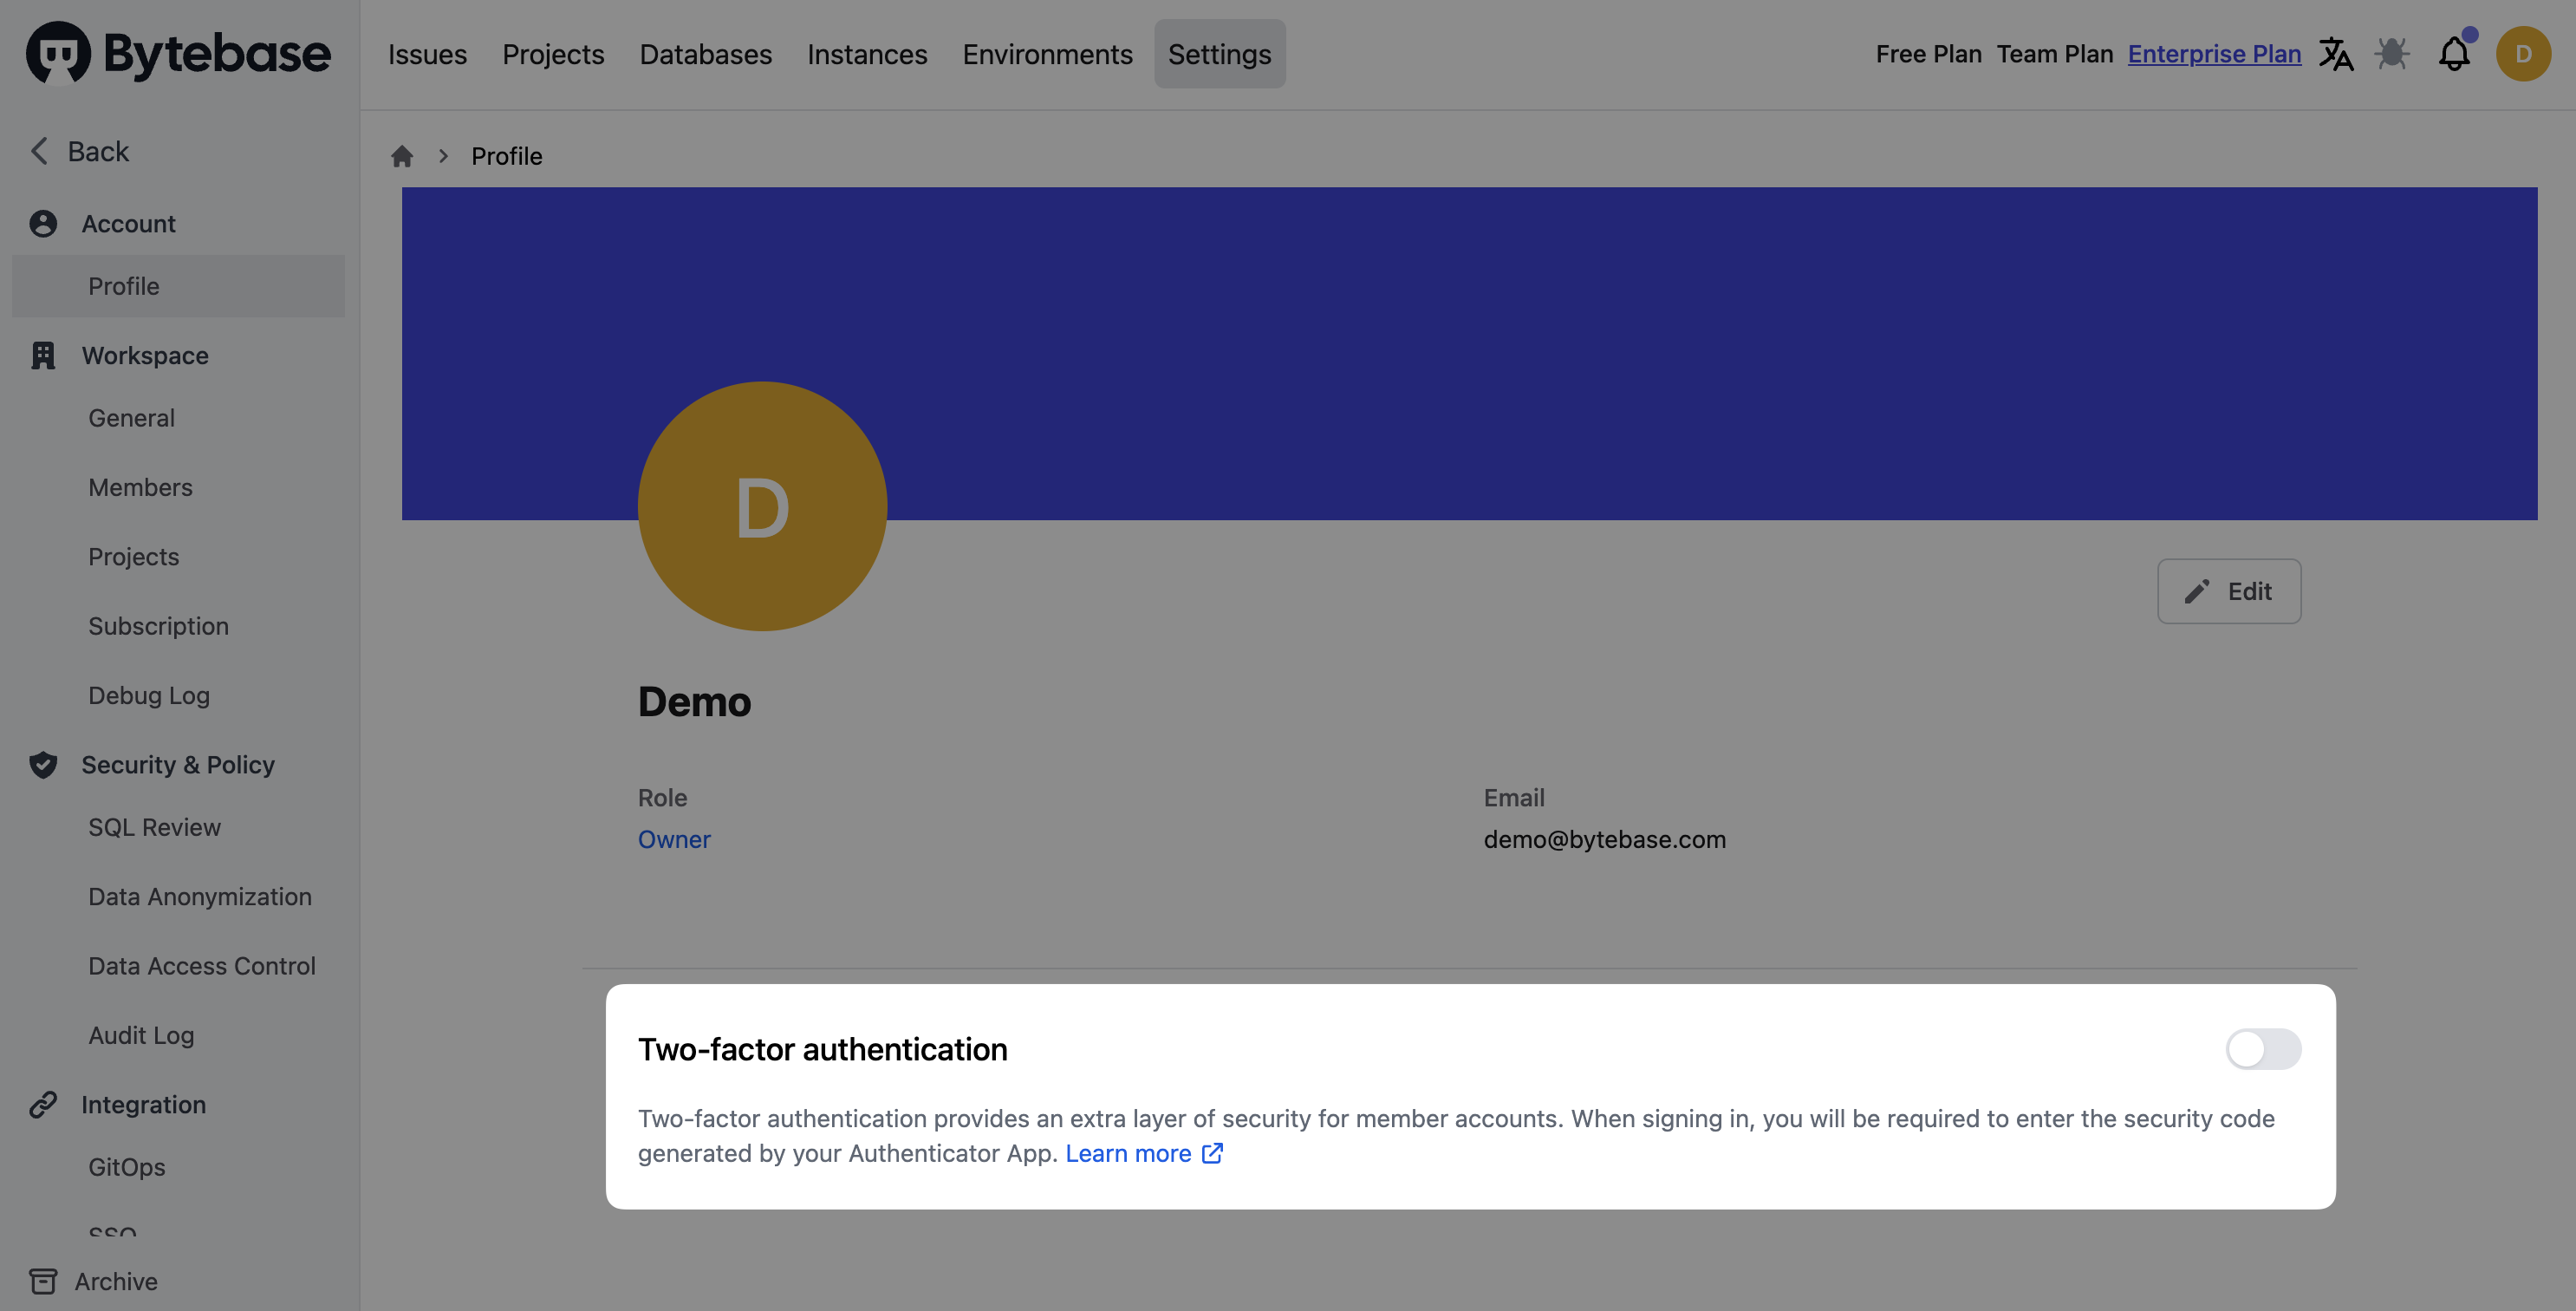 Bytebase
Issues
Projects
Databases
Instances
Environments
Settings
Free Plan
Team Plan
Enterprise Plan
D
Back
Account
Profile
Workspace
General
Members
Projects
Subscription
Debug Log
Security & Policy
SQL Review
Data Anonymization
Data Access Control
Audit Log
Integration
GitOps
SSO
Archive
Profile
D
Edit
Demo
Role
Owner
Email
demo@bytebase.com
Two-factor authentication
Two-factor authentication provides an extra layer of security for member accounts. When signing in, you will be required to enter the security code
generated by your Authenticator App. Learn more